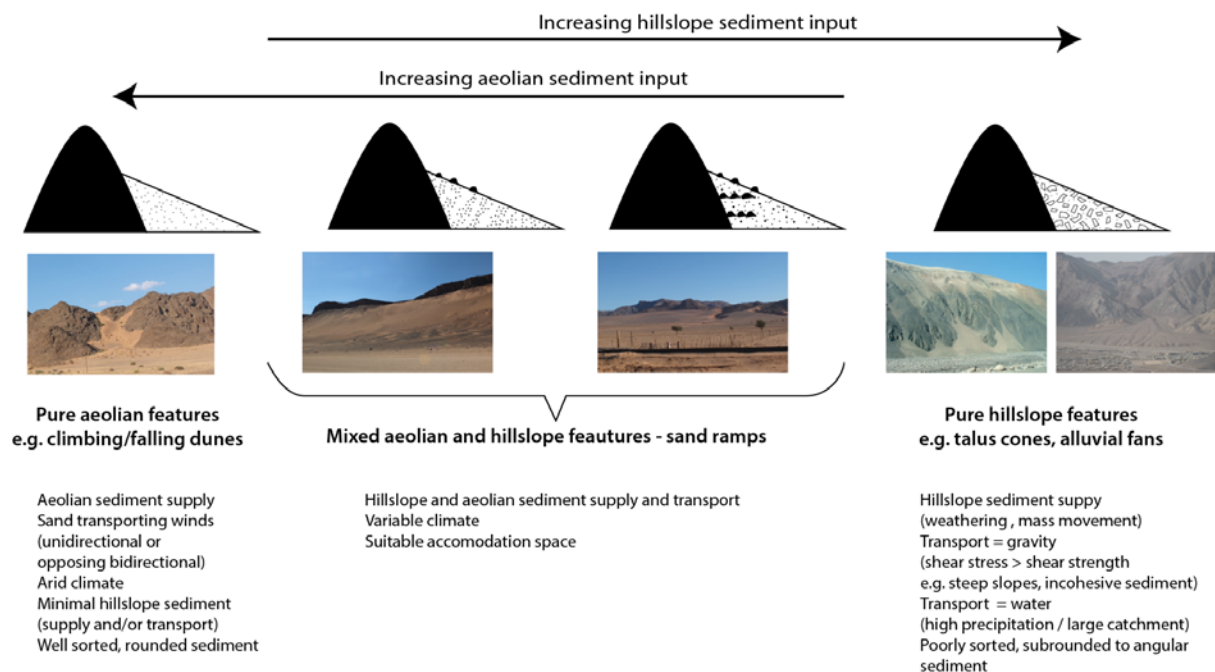 Increasing hillslope sediment input
Increasing aeolian sediment input
Pure aeolian features
e.g. climbing/falling dunes
Mixed aeolian and hillslope feautures - sand ramps
Pure hillslope features
e.g. talus cones, alluvial fans
Aeolian sediment supply
Sand transporting winds
(unidirectional or
opposing bidirectional)
Arid climate
Minimal hillslope sediment
(supply and/or transport)
Well sorted, rounded sediment
Hillslope and aeolian sediment supply and transport
Variable climate
Suitable accomodation space
Hillslope sediment suppy
(weathering , mass movement)
Transport = gravity
(shear stress > shear strength
e.g. steep slopes, incohesive sediment)
Transport = water
(high precipitation / large catchment)
Poorly sorted, subrounded to angular
sediment